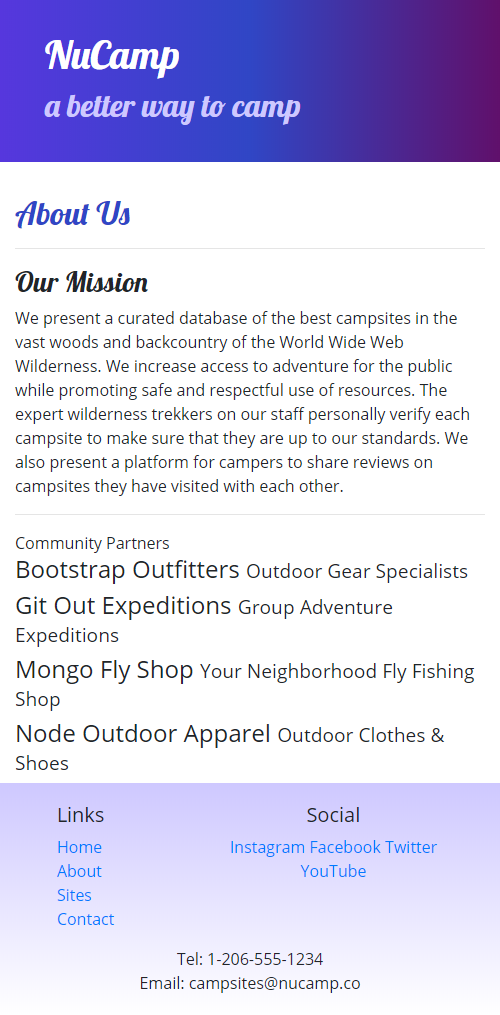 NuCamp
a better way to camp
About Us
Our Mission
We present a curated database of the best campsites in the
vast woods and backcountry of the World Wide Web
Wilderness. We increase access to adventure for the public
while promoting safe and respectful use of resources. The
expert wilderness trekkers on our staff personally verify each
campsite to make sure that they are up to our standards. We
also present a platform for campers to share reviews on
campsites they have visited with each other.
Community Partners
Bootstrap Outfitters Outdoor Gear Specialists
Git Out Expeditions Group Adventure
Expeditions
Mongo Fly Shop Your Neighborhood Fly Fishing
Shop
Node Outdoor Apparel Outdoor Clothes &
Shoes
Links
Home
About
Sites
Contact
Social
Instagram Facebook Twitter
YouTube
Tel: 1-206-555-1234
Email: campsites@nucamp.co